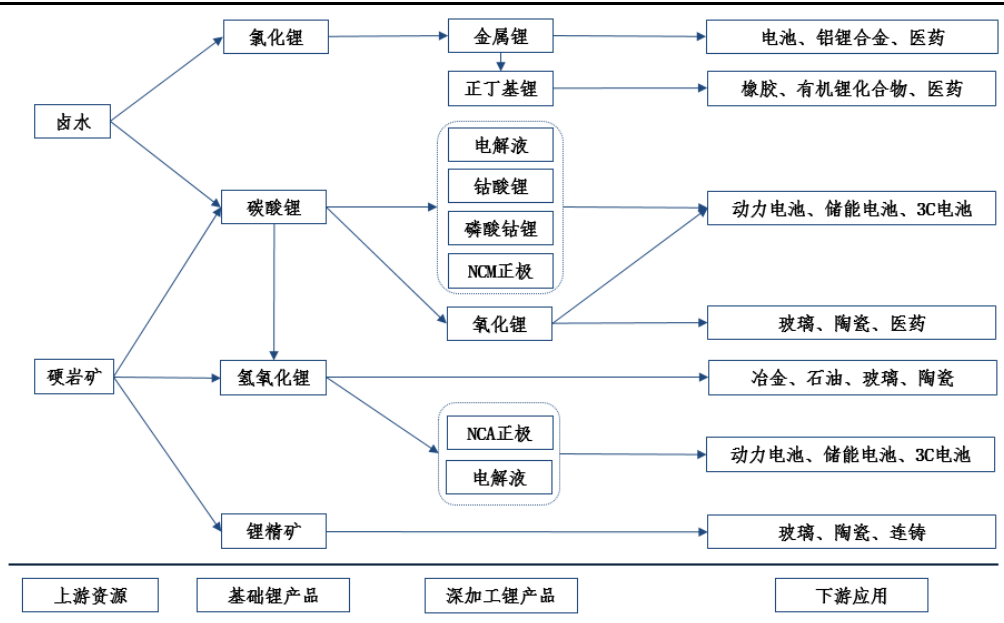 氯化锂
金属锂
电池、铝锂合金、医药
正丁基锂
橡胶、有机锂化合物、医药
卤水
电解液
钴酸锂
碳酸锂
磷酸钴锂
动力电池、储能电池、3C电池
NCM正极
氧化锂
玻璃、陶瓷、医药
硬岩矿
氢氧化锂
冶金、石油、玻璃、陶瓷
NCA正极
动力电池、储能电池、3C电池
电解液
锂精矿
玻璃、陶瓷、连铸
上游资源
基础锂产品
深加工锂产品
下游应用